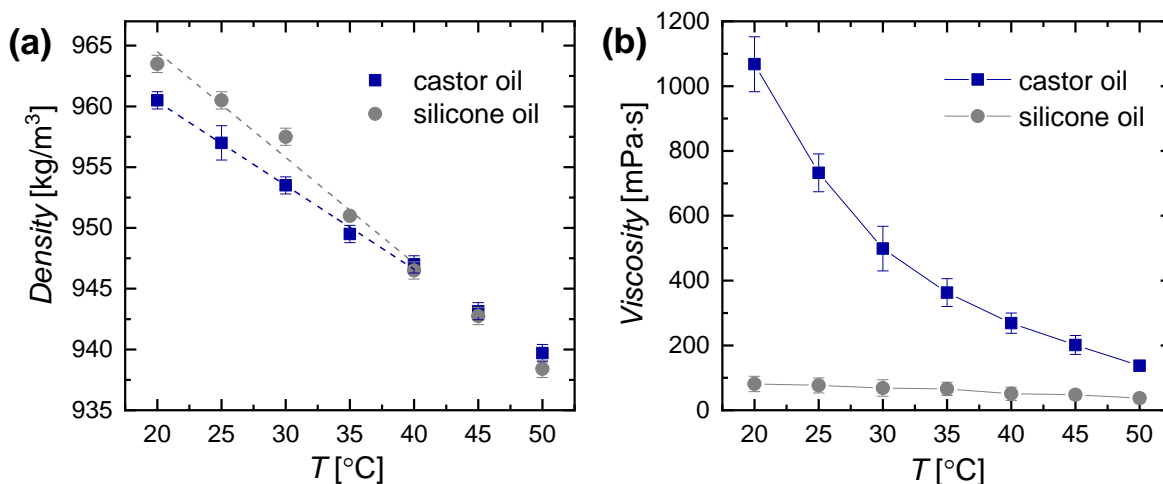 (a)
965
960
955
950
945
940
935
Density [kg/m³]
castor oil
silicone oil
20 25 30 35 40 45 50
T [°C]
(b)
1200
1000
800
600
400
200
0
Viscosity [mPa·s]
castor oil
silicone oil
20 25 30 35 40 45 50
T [°C]